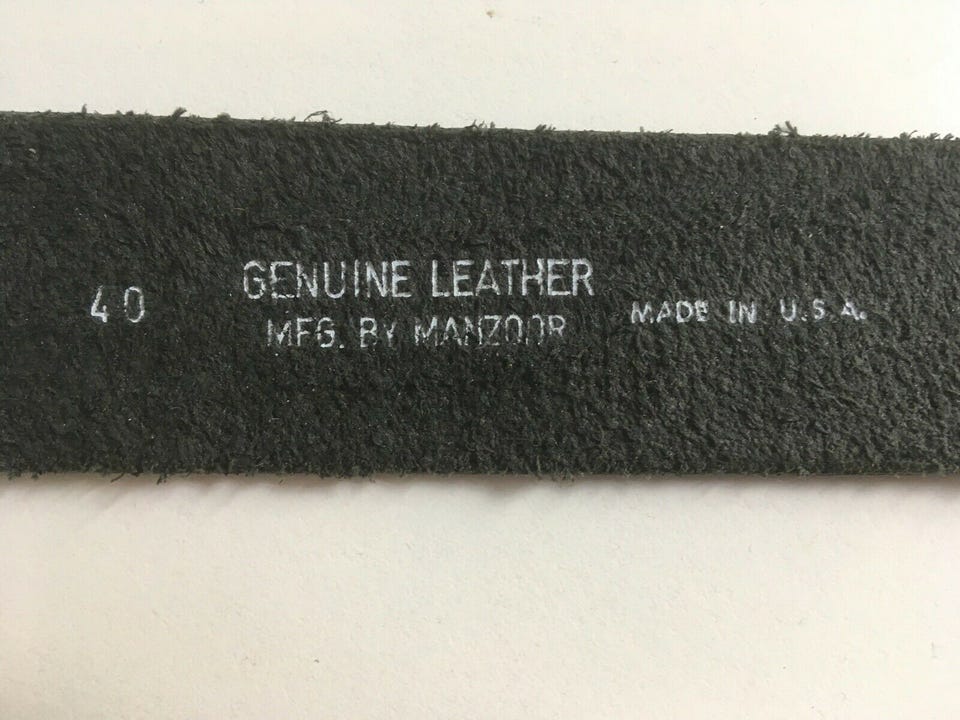 40
GENUINE LEATHER
MFG. BY MANZOOR
MADE IN U.S.A.